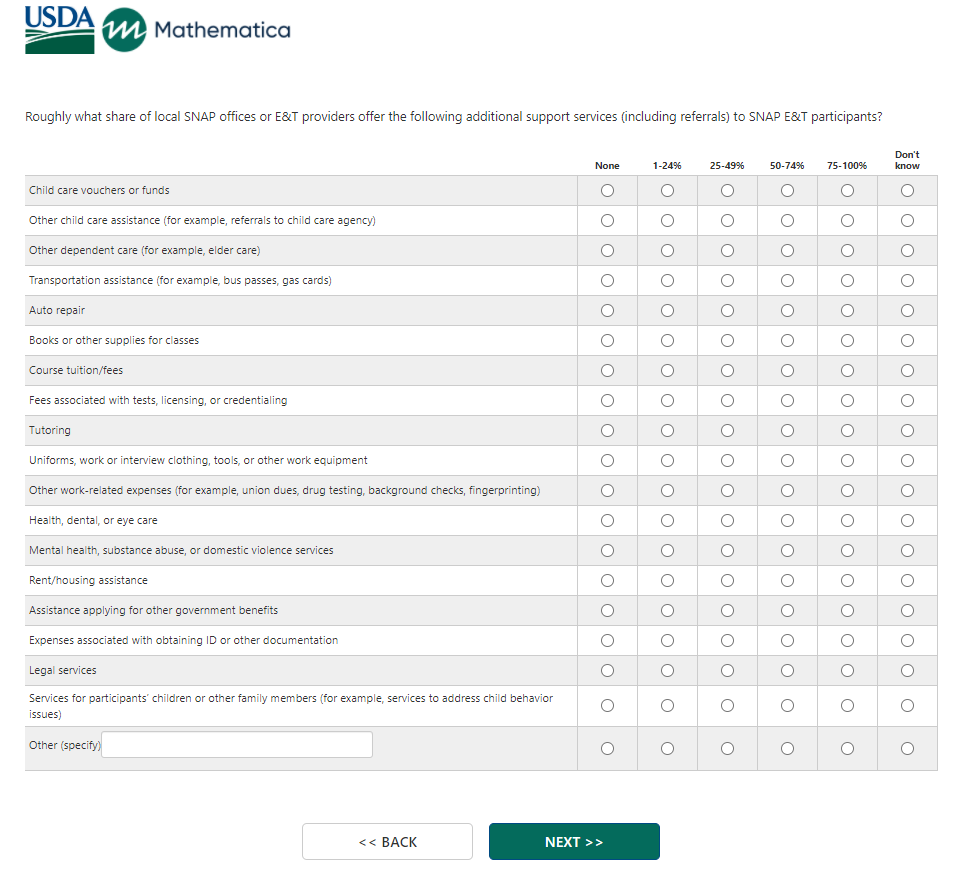 USDA
m Mathematica
Roughly what share of local SNAP offices or E&T providers offer the following additional support services (including referrals) to SNAP E&T participants?
None 1-24% 25-49% 50-74% 75-100% Don't know
Child care vouchers or funds
Other child care assistance (for example, referrals to child care agency)
Other dependent care (for example, elder care)
Transportation assistance (for example, bus passes, gas cards)
Auto repair
Books or other supplies for classes
Course tuition/fees
Fees associated with tests, licensing, or credentialing
Tutoring
Uniforms, work or interview clothing, tools, or other work equipment
Other work-related expenses (for example, union dues, drug testing, background checks, fingerprinting)
Health, dental, or eye care
Mental health, substance abuse, or domestic violence services
Rent/housing assistance
Assistance applying for other government benefits
Expenses associated with obtaining ID or other documentation
Legal services
Services for participants' children or other family members (for example, services to address child behavior
issues)
Other (specify)
<< BACK
NEXT >>